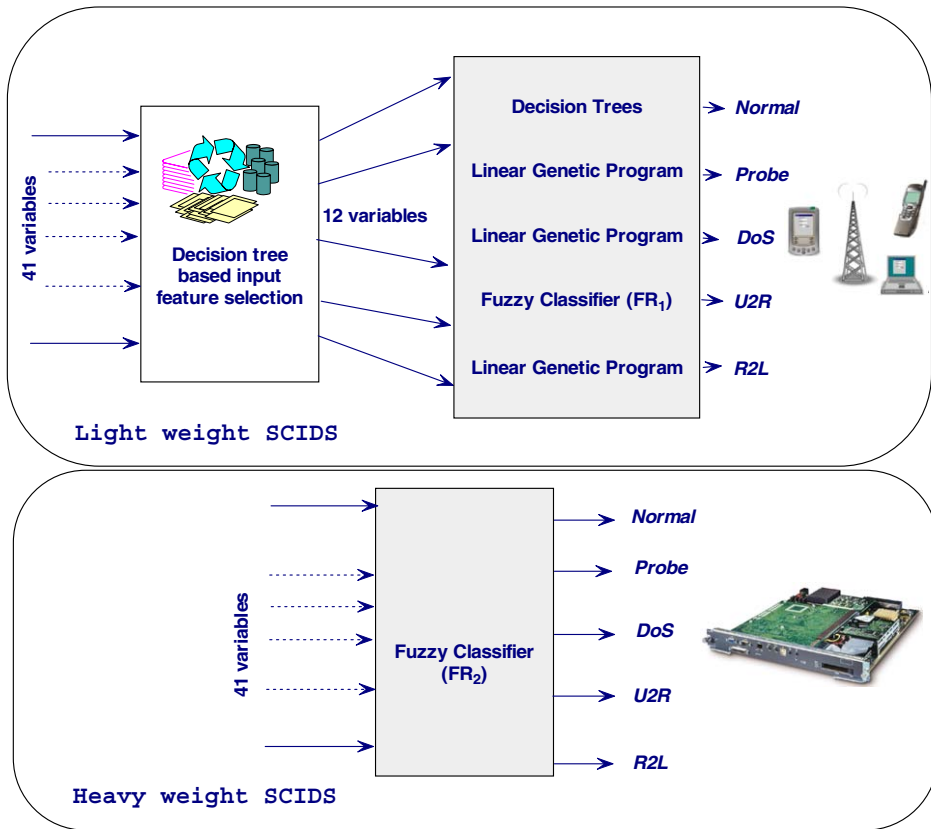 41 variables
Decision tree
based input
feature selection
12 variables
Decision Trees
Linear Genetic Program
Linear Genetic Program
Fuzzy Classifier (FR1)
Linear Genetic Program
Normal
Probe
DoS
U2R
R2L
Light weight SCIDS
41 variables
Fuzzy Classifier
(FR2)
Normal
Probe
DoS
U2R
R2L
Heavy weight SCIDS